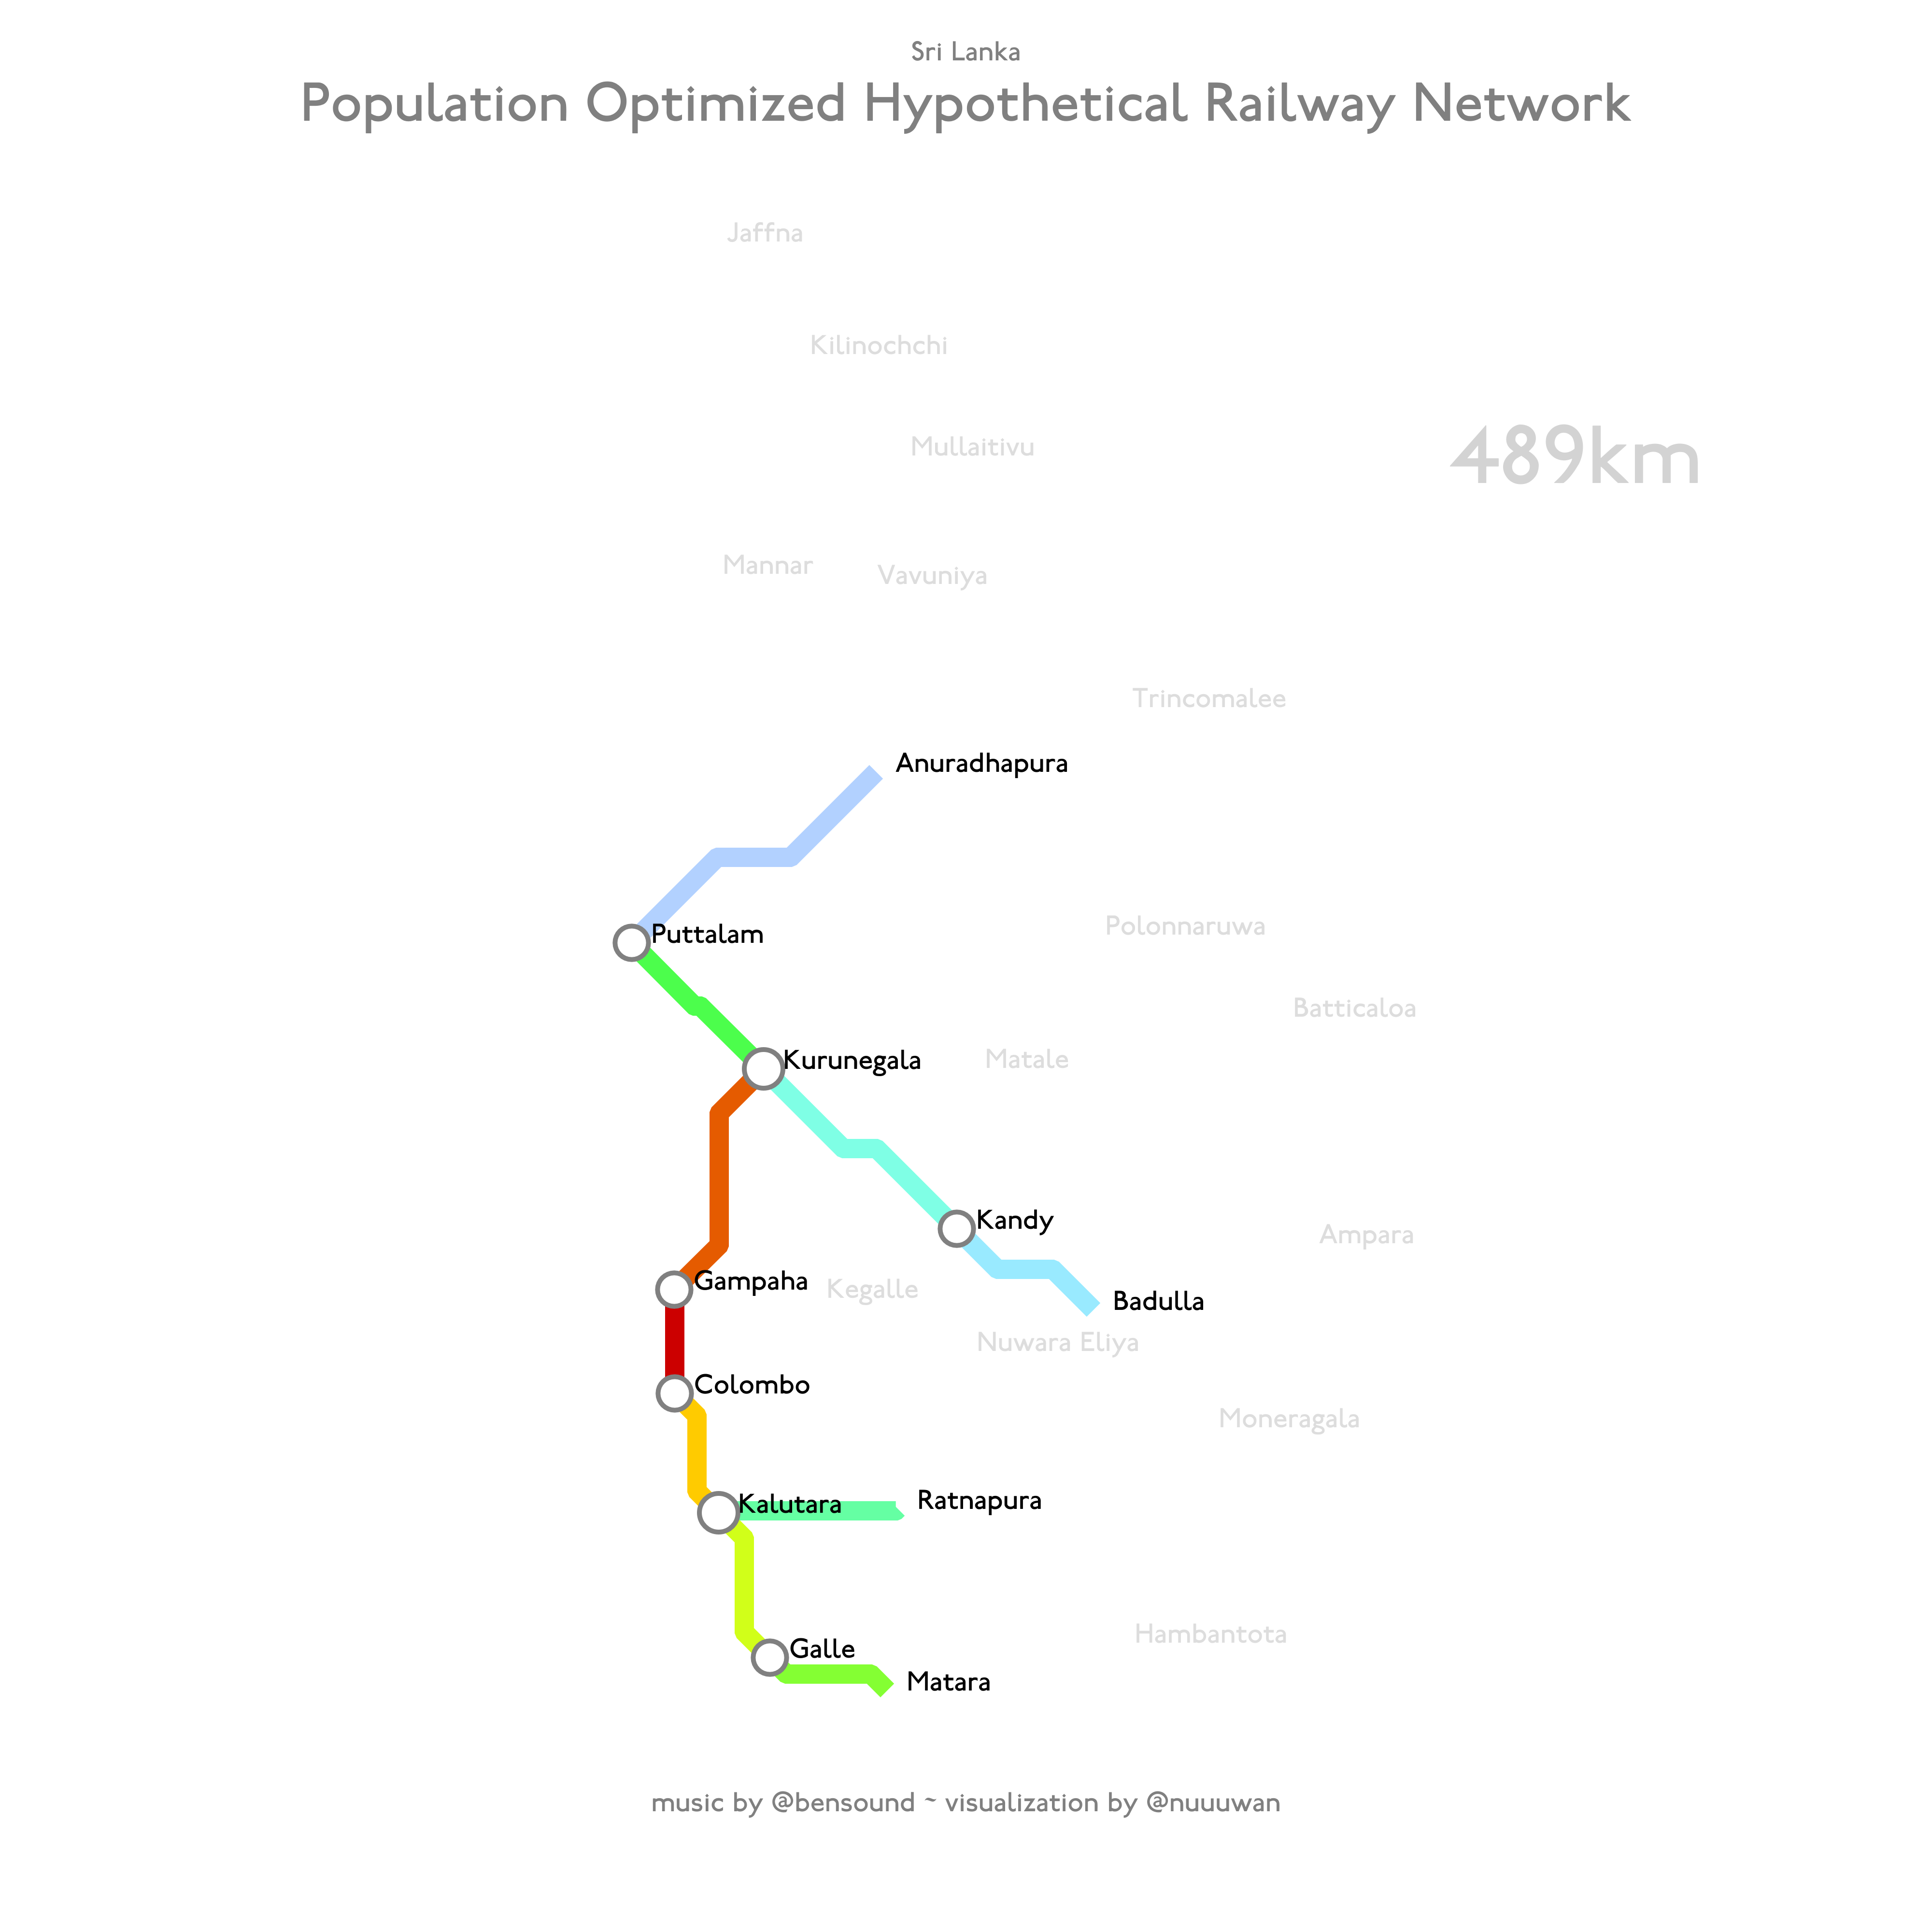 Sri Lanka
Population Optimized Hypothetical Railway Network
Jaffna
Kilinochchi
Mullaitivu
489km
Mannar
Vavuniya
Trincomalee
Anuradhapura
Puttalam
Polonnaruwa
Batticaloa
Kurunegala
Matale
Kandy
Ampara
Gampaha
Kegalle
Badulla
Nuwara Eliya
Colombo
Moneragala
Kalutara
Ratnapura
Hambantota
Galle
Matara
music by @bensound ~ visualization by @nuuuwan